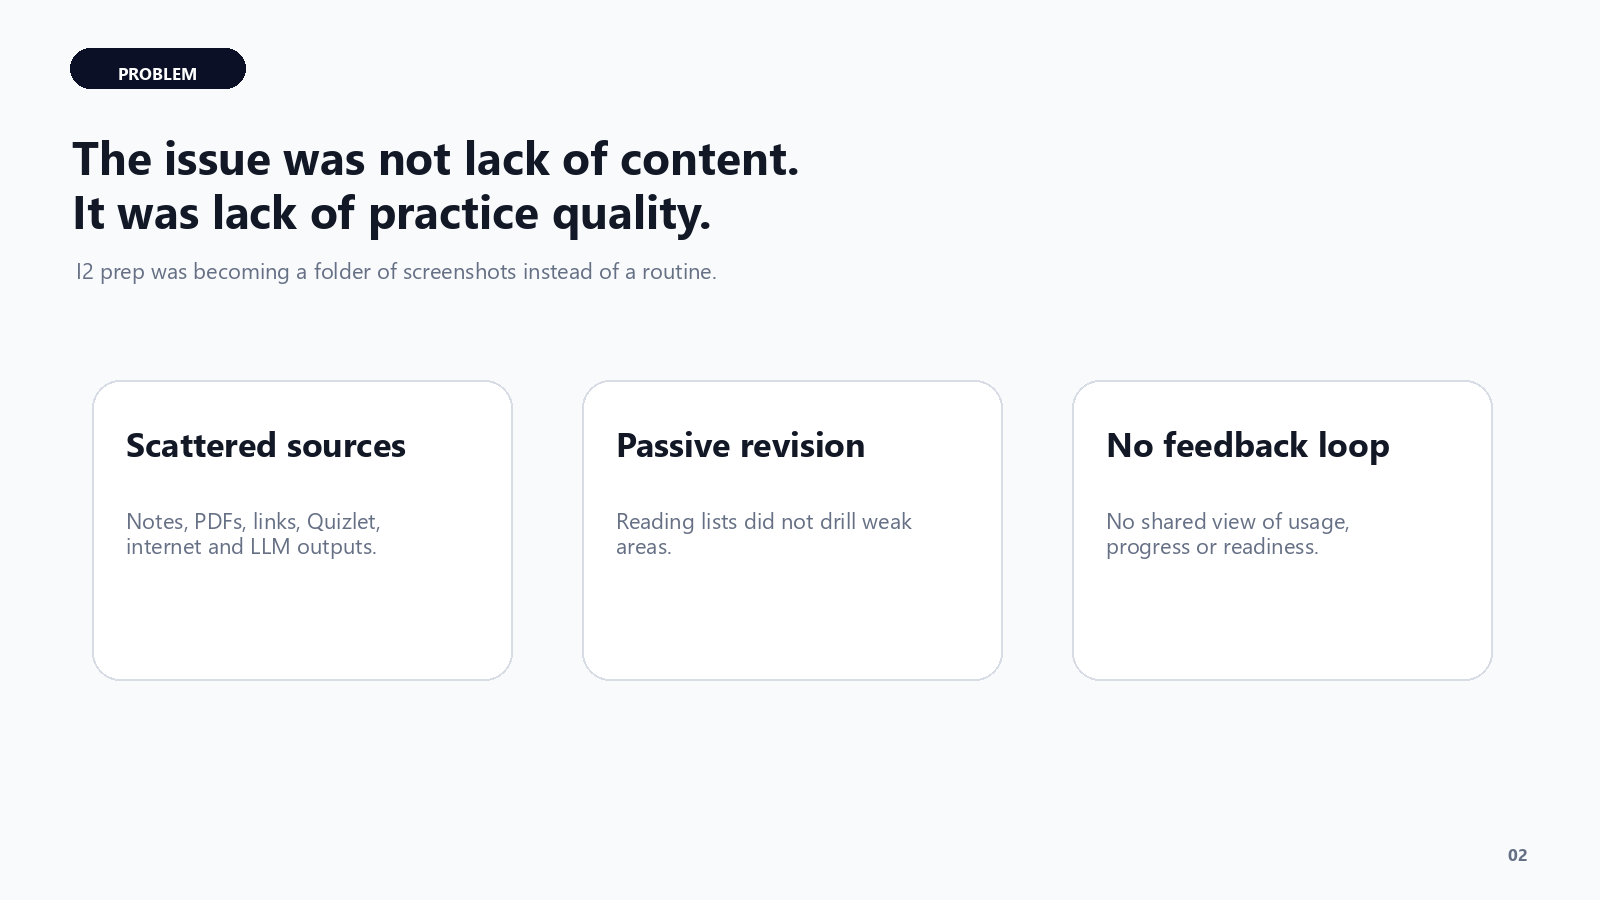 PROBLEM
The issue was not lack of content.
It was lack of practice quality.
I2 prep was becoming a folder of screenshots instead of a routine.
Scattered sources
Notes, PDFs, links, Quizlet,
internet and LLM outputs.
Passive revision
Reading lists did not drill weak
areas.
No feedback loop
No shared view of usage,
progress or readiness.
02